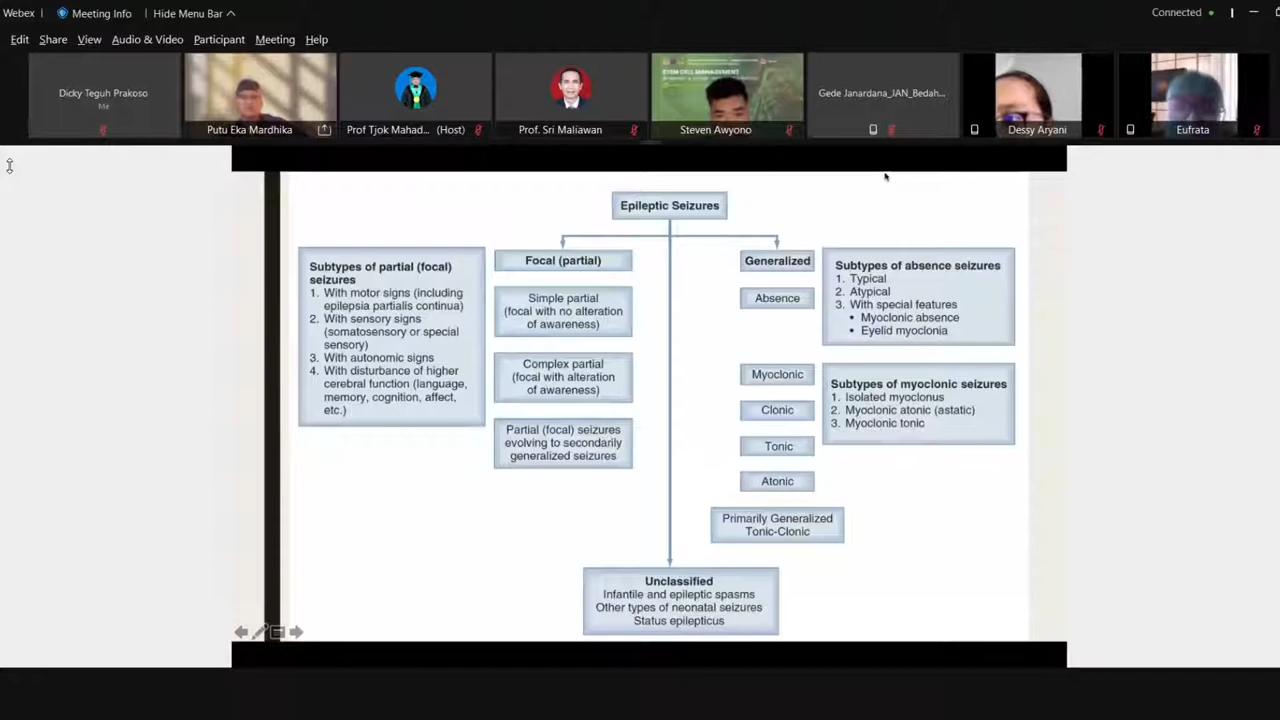 Webex
Meeting Info
Hide Menu Bar
Connected
Edit
Share
View
Audio & Video
Participant
Meeting
Help
Dicky Teguh Prakoso
Me
Putu Eka Mardhika
Prof Tjok Mahad... (Host)
Prof. Sri Maliawan
Steven Awyono
Gede Janardana_JAN_Bedah...
Dessy Aryani
Eufrata
Epileptic Seizures
Subtypes of partial (focal)
seizures
1. With motor signs (including
epilepsia partialis continua)
2. With sensory signs
(somatosensory or special
sensory)
3. With autonomic signs
4. With disturbance of higher
cerebral function (language,
memory, cognition, affect,
etc.)
Focal (partial)
Simple partial
(focal with no alteration
of awareness)
Complex partial
(focal with alteration
of awareness)
Partial (focal) seizures
evolving to secondarily
generalized seizures
Generalized
Absence
Myoclonic
Clonic
Tonic
Atonic
Primarily Generalized
Tonic-Clonic
Subtypes of absence seizures
1. Typical
2. Atypical
3. With special features
• Myoclonic absence
• Eyelid myoclonia
Subtypes of myoclonic seizures
1. Isolated myoclonus
2. Myoclonic atonic (astatic)
3. Myoclonic tonic
Unclassified
Infantile and epileptic spasms
Other types of neonatal seizures
Status epilepticus